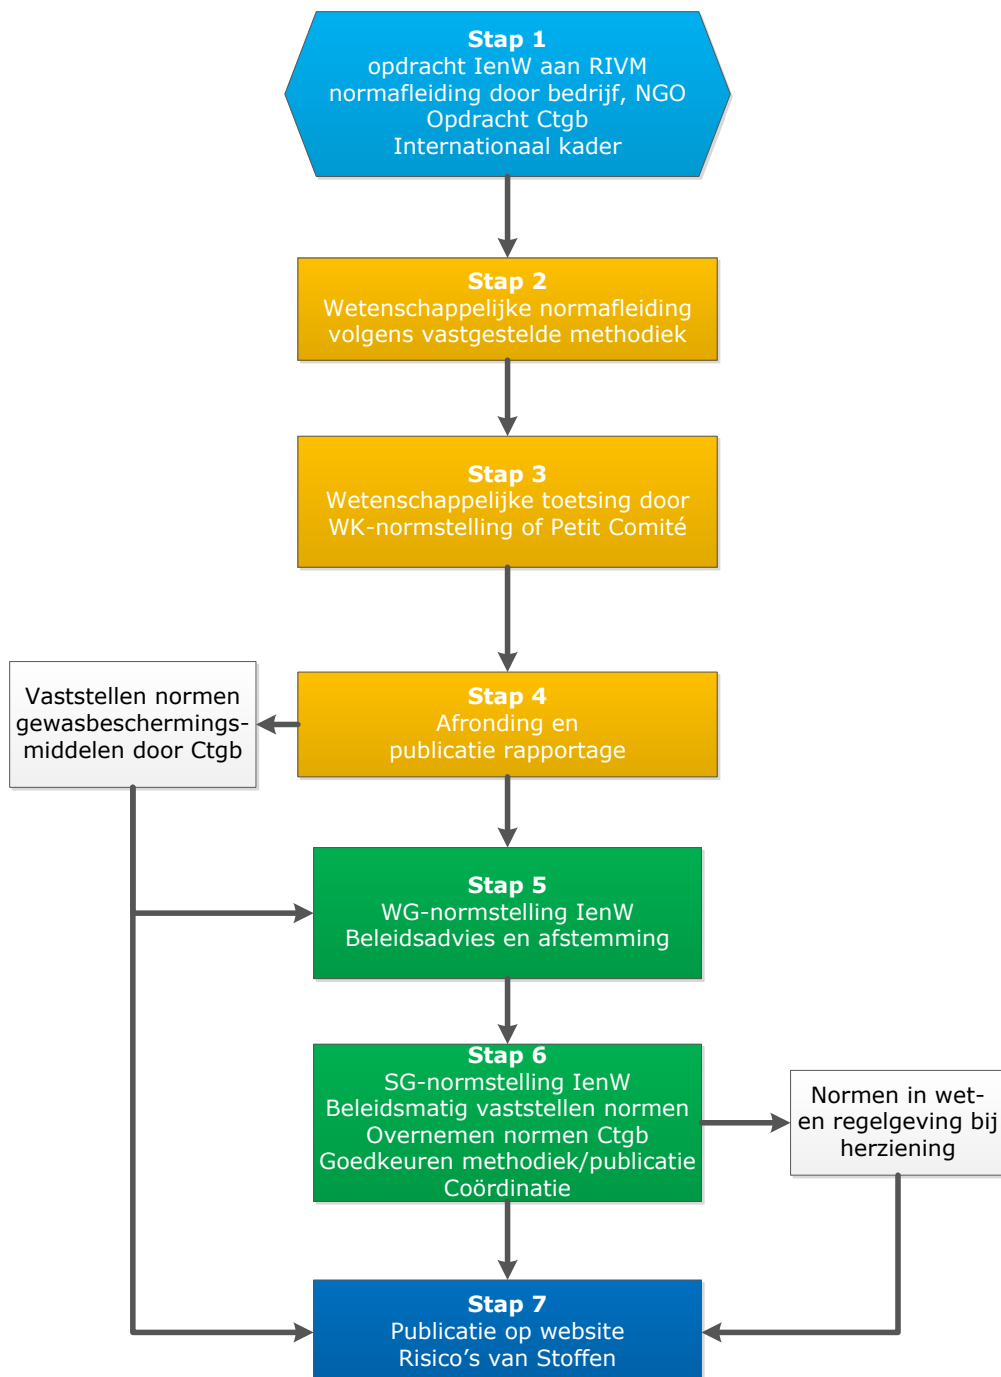 Stap 1
opdracht IenW aan RIVM
normafleiding door bedrijf, NGO
Opdracht Ctgb
Internationaal kader
Stap 2
Wetenschappelijke normafleiding
volgens vastgestelde methodiek
Stap 3
Wetenschappelijke toetsing door
WK-normstelling of Petit Comité
Vaststellen normen
gewasbeschermings-
middelen door Ctgb
Stap 4
Afronding en
publicatie rapportage
Stap 5
WG-normstelling IenW
Beleidsadvies en afstemming
Stap 6
SG-normstelling IenW
Beleidsmatig vaststellen normen
Overnemen normen Ctgb
Goedkeuren methodiek/publicatie
Coördinatie
Normen in wet-
en regelgeving bij
herziening
Stap 7
Publicatie op website
Risico's van Stoffen